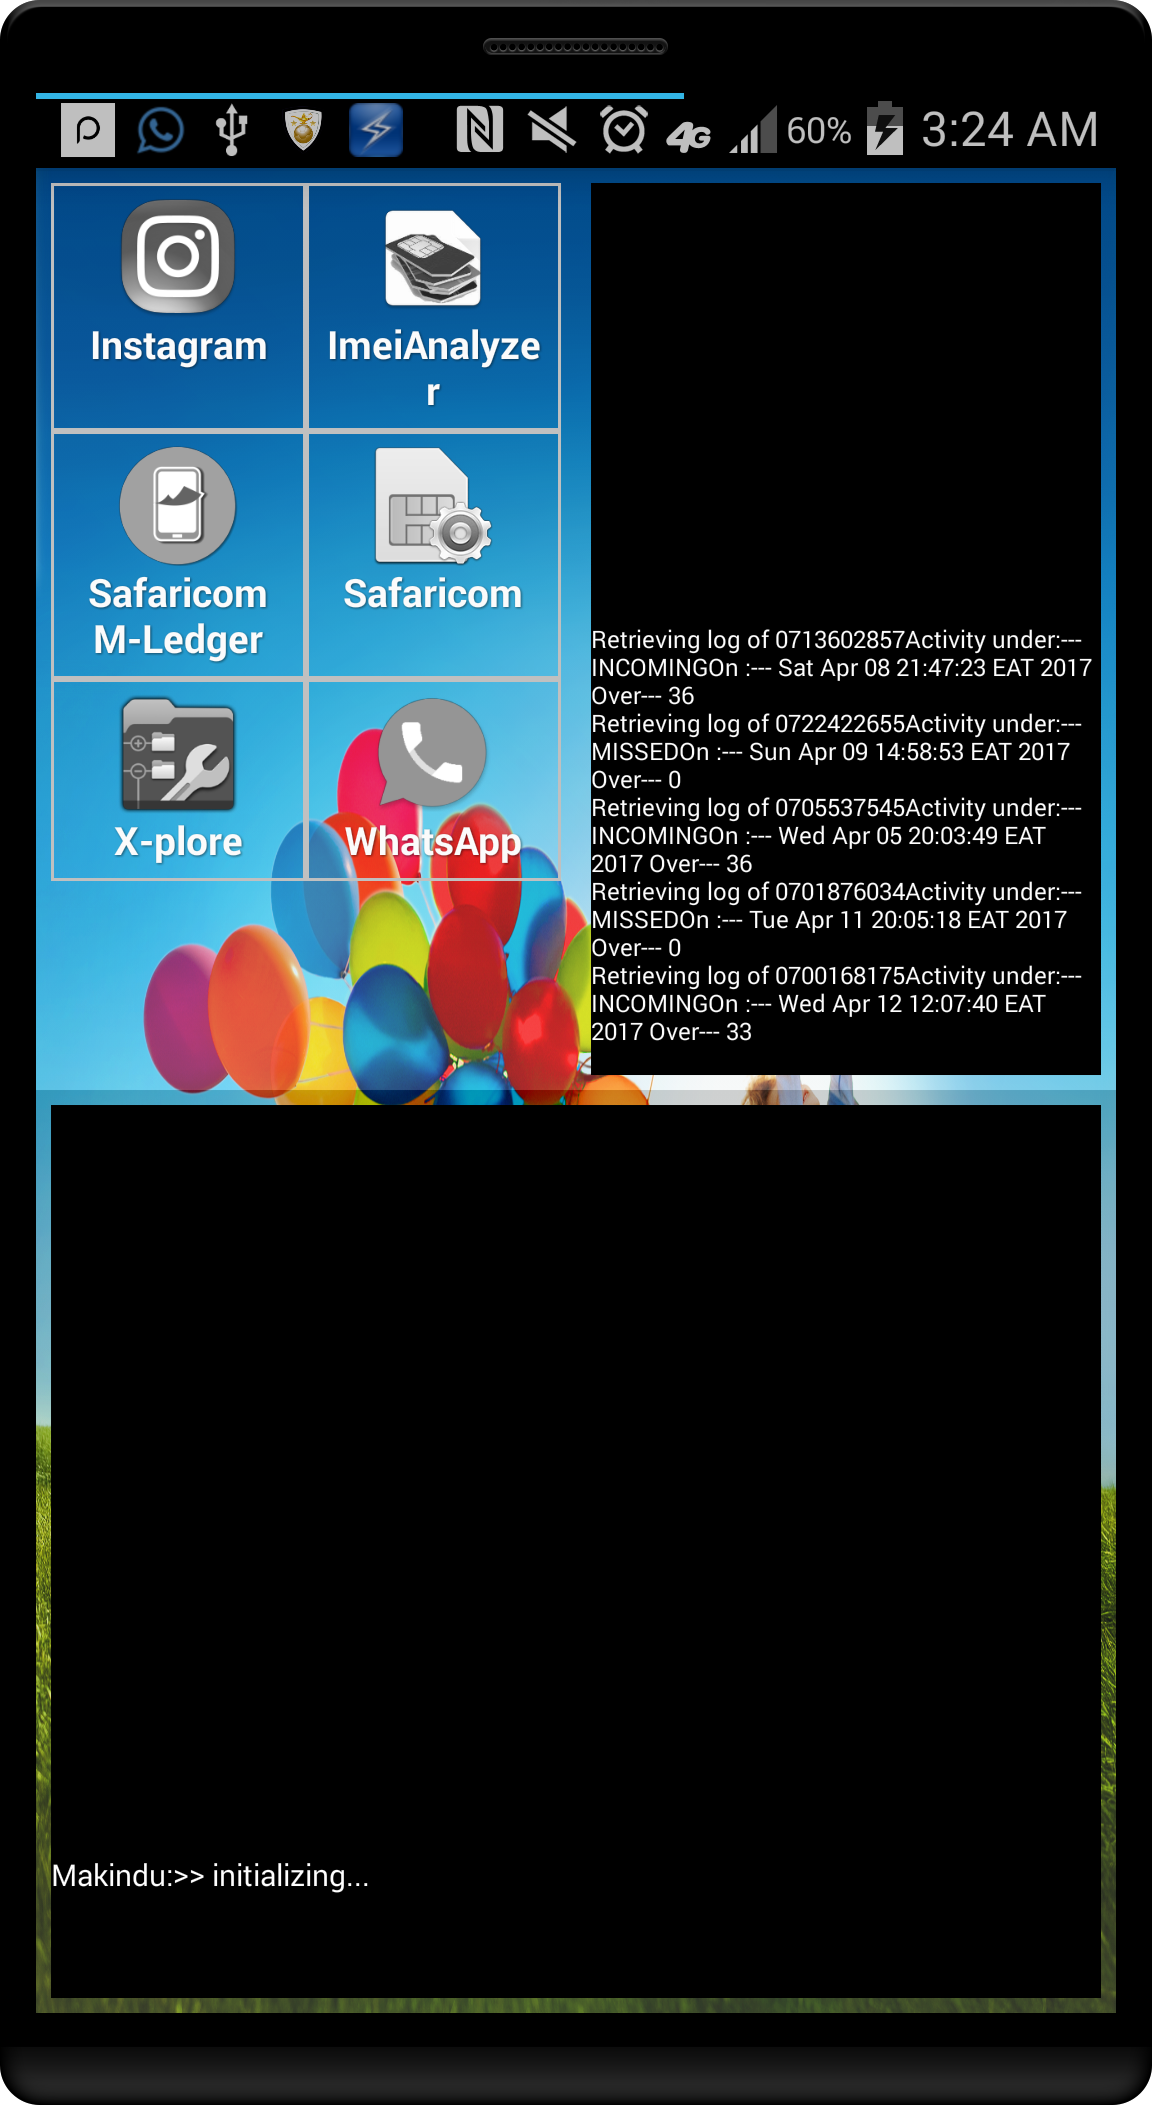 60% 3:24 AM
Instagram
ImeiAnalyze
r
Safaricom
M-Ledger
Safaricom
X-plore
WhatsApp
Retrieving log of 0713602857Activity under:---
INCOMINGOn :--- Sat Apr 08 21:47:23 EAT 2017
Over--- 36
Retrieving log of 0722422655Activity under:---
MISSEDOn :--- Sun Apr 09 14:58:53 EAT 2017
Over--- 0
Retrieving log of 0705537545Activity under:---
INCOMINGOn :--- Wed Apr 05 20:03:49 EAT
2017 Over--- 36
Retrieving log of 0701876034Activity under:---
MISSEDOn :--- Tue Apr 11 20:05:18 EAT 2017
Over--- 0
Retrieving log of 0700168175Activity under:---
INCOMINGOn :--- Wed Apr 12 12:07:40 EAT
2017 Over--- 33
Makindu:>> initializing...